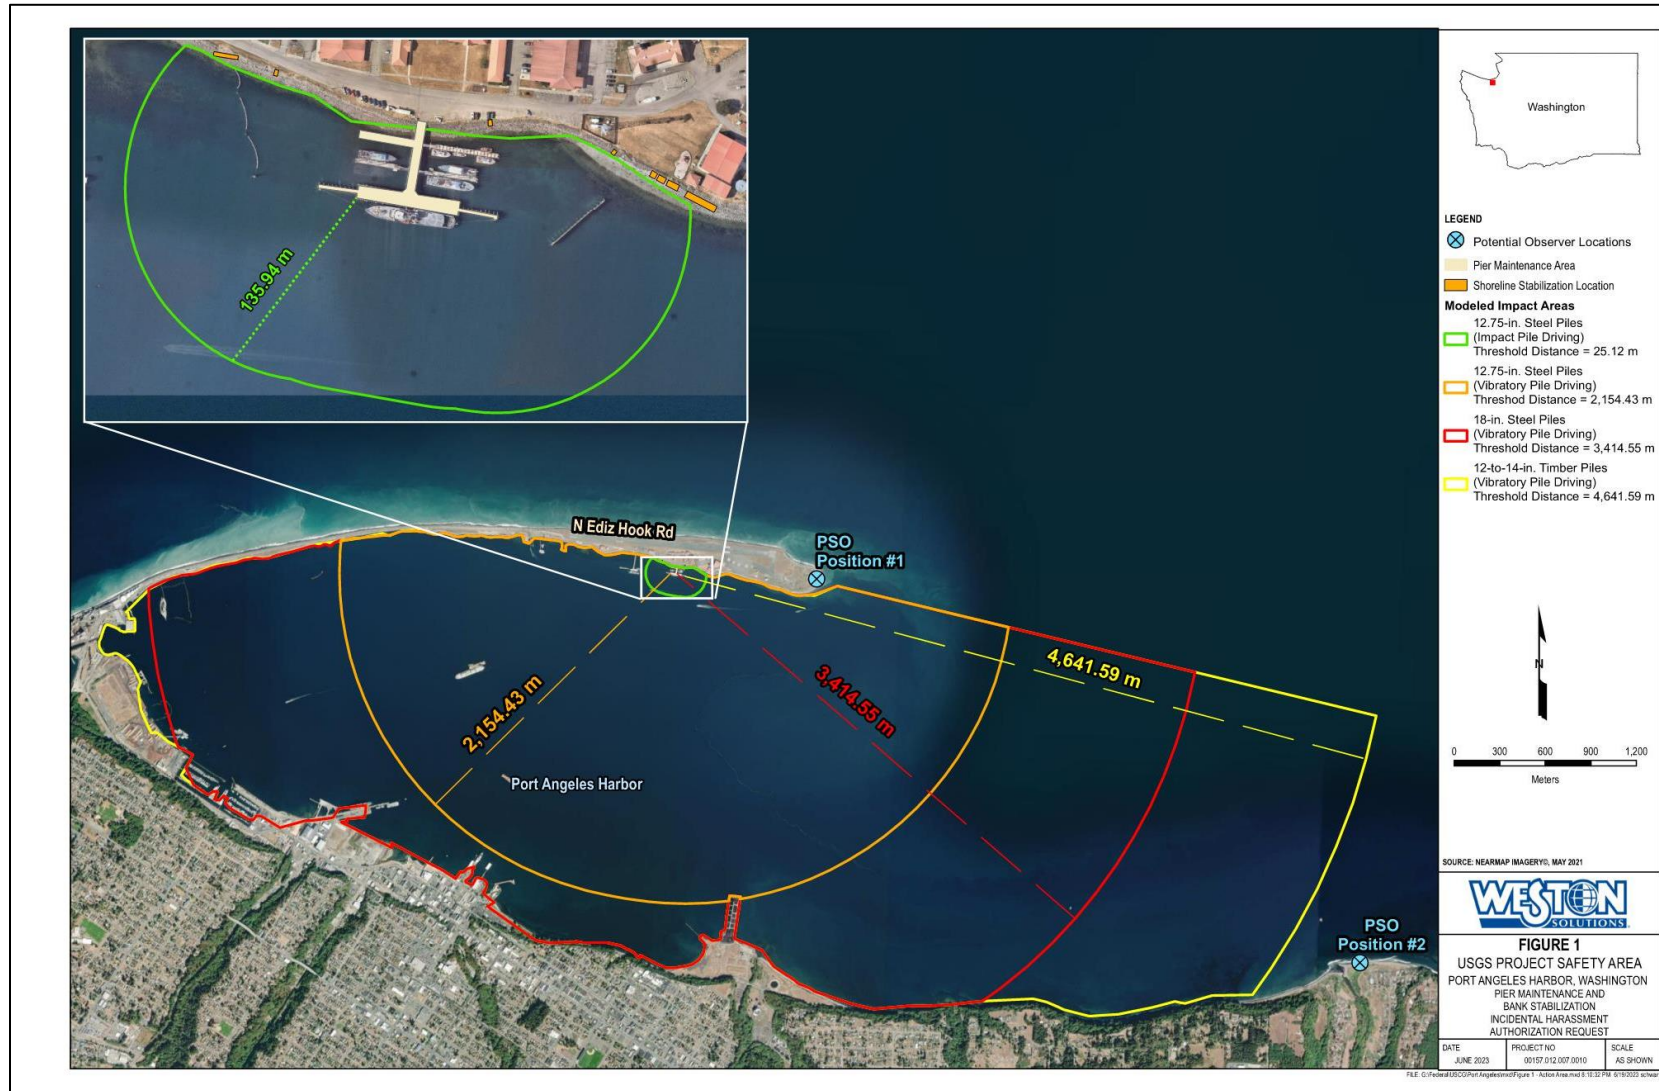 135.94 m
N Ediz Hook Rd
PSO
Position #1
4,641.59 m
3,414.55 m
2,154.43 m
Port Angeles Harbor
PSO
Position #2
Washington
LEGEND
Potential Observer Locations
Pier Maintenance Area
Shoreline Stabilization Location
Modeled Impact Areas
12.75-in. Steel Piles
(Impact Pile Driving)
Threshold Distance = 25.12 m
12.75-in. Steel Piles
(Vibratory Pile Driving)
Threshod Distance = 2,154.43 m
18-in. Steel Piles
(Vibratory Pile Driving)
Threshold Distance = 3,414.55 m
12-to-14-in. Timber Piles
(Vibratory Pile Driving)
Threshold Distance = 4,641.59 m
N
0 300 600 900 1,200
Meters
SOURCE: NEARMAP IMAGERY©, MAY 2021
WESTON
SOLUTIONS
FIGURE 1
USGS PROJECT SAFETY AREA
PORT ANGELES HARBOR, WASHINGTON
PIER MAINTENANCE AND
BANK STABILIZATION
INCIDENTAL HARASSMENT
AUTHORIZATION REQUEST
DATE PROJECT NO SCALE
JUNE 2023 00157.012.007.0010 AS SHOWN